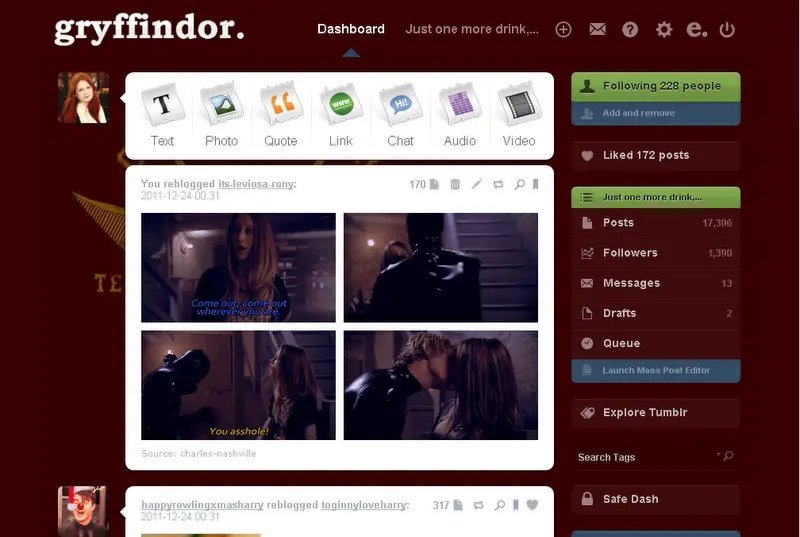 gryffindor.
Dashboard
Just one more drink,...
Text
Photo
Quote
Link
Chat
Audio
Video
You reblogged its-leviosa-rony:
170
2011-12-24 00:31
Come out, come out
wherever you are.
You asshole!
Source: charles-nashville
happyrowlingxmasharry reblogged toginnyloveharry:
317
2011-12-24 00:31
Following 228 people
Add and remove
Liked 172 posts
Just one more drink,...
Posts 17,396
Followers 1,390
Messages 13
Drafts 2
Queue
Launch Mass Post Editor
Explore Tumblr
Search Tags
Safe Dash
T
www
Hi!
TE